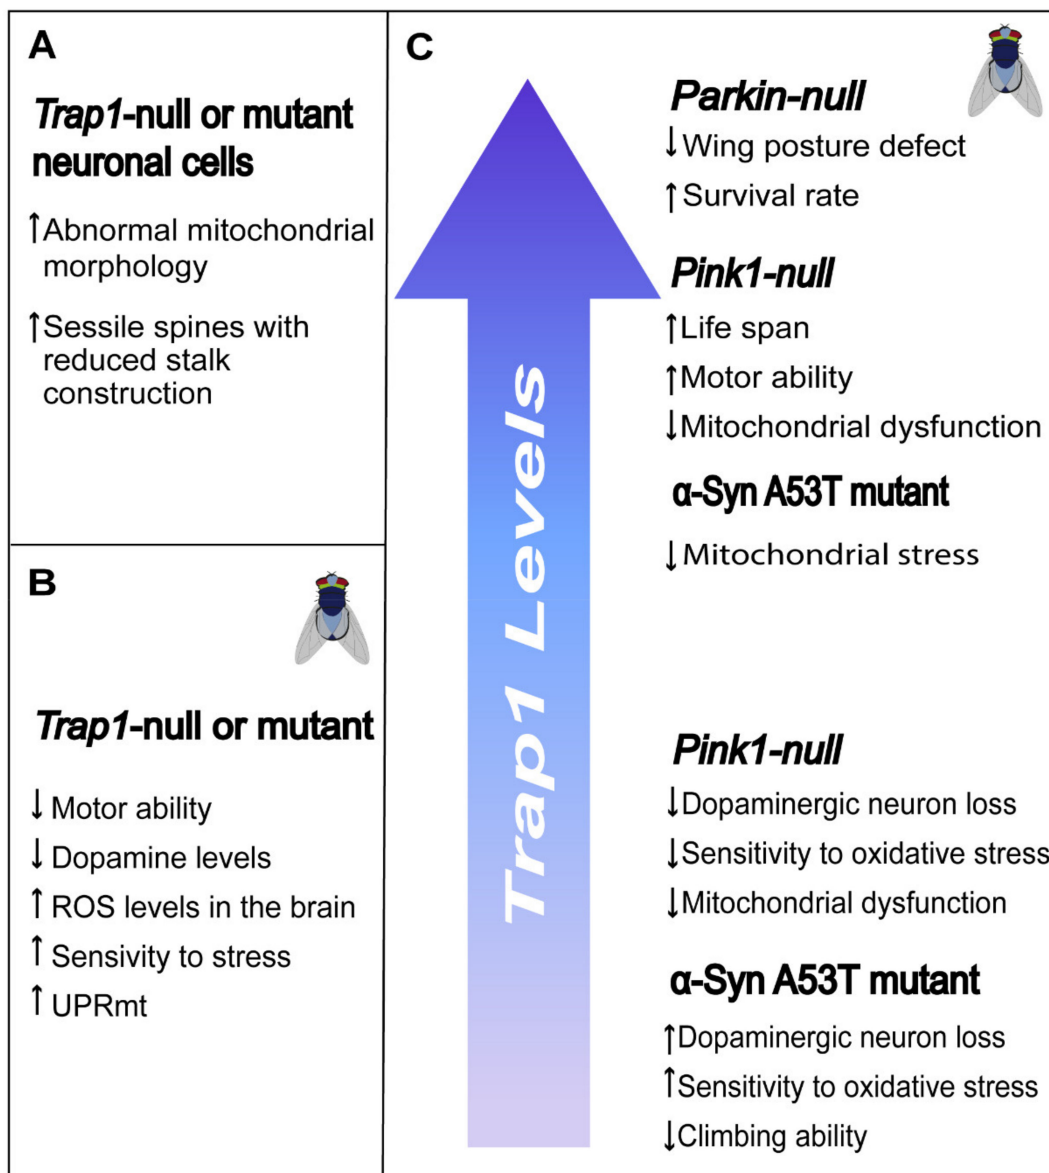 A
Trap1-null or mutant
neuronal cells
↑Abnormal mitochondrial
morphology
↑Sessile spines with
reduced stalk
construction
B
Trap1-null or mutant
↓ Motor ability
↓ Dopamine levels
↑ ROS levels in the brain
↑ Sensivity to stress
↑ UPRmt
C
Trap1 Levels
Parkin-null
↓Wing posture defect
↑Survival rate
Pink1-null
↑Life span
↑Motor ability
↓Mitochondrial dysfunction
α-Syn A53T mutant
↓Mitochondrial stress
Pink1-null
↓Dopaminergic neuron loss
↓Sensitivity to oxidative stress
↓Mitochondrial dysfunction
α-Syn A53T mutant
↑Dopaminergic neuron loss
↑Sensitivity to oxidative stress
↓Climbing ability